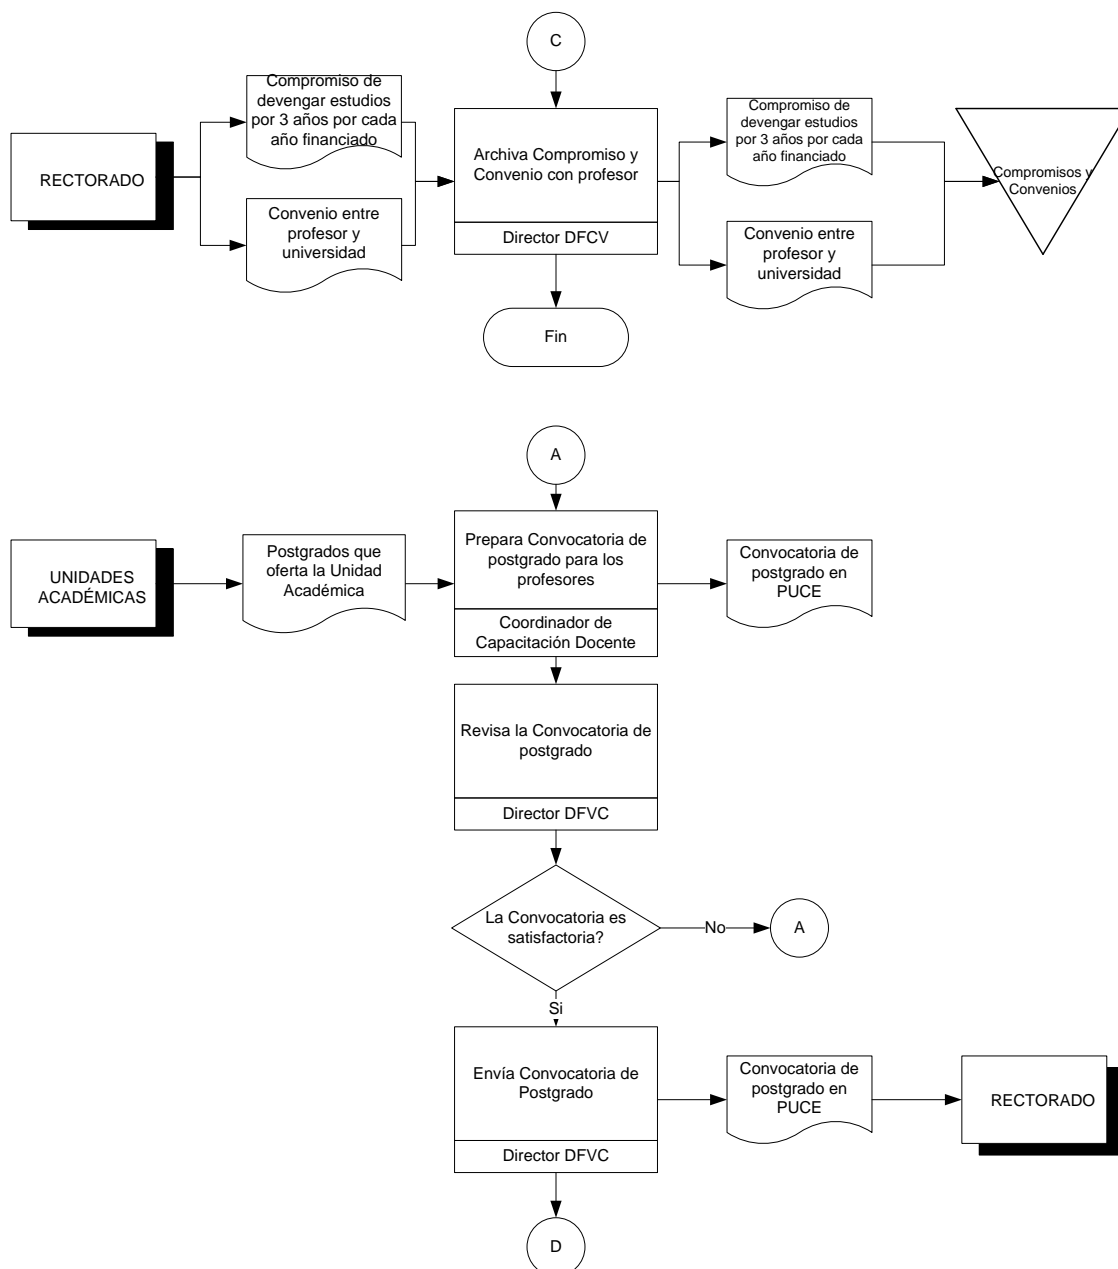 C
Compromiso de
devengar estudios
por 3 años por cada
año financiado
Compromiso de
devengar estudios
por 3 años por cada
año financiado
RECTORADO
Archiva Compromiso y
Convenio con profesor
Compromisos y
Convenios
Convenio entre
profesor y
universidad
Director DFCV
Convenio entre
profesor y
universidad
Fin
A
UNIDADES
ACADÉMICAS
Postgrados que
oferta la Unidad
Académica
Prepara Convocatoria de
postgrado para los
profesores
Convocatoria de
postgrado en
PUCE
Coordinador de
Capacitación Docente
Revisa la Convocatoria de
postgrado
Director DFVC
La Convocatoria es
satisfactoria?
No
A
Si
Envía Convocatoria de
Postgrado
Convocatoria de
postgrado en
PUCE
RECTORADO
Director DFVC
D